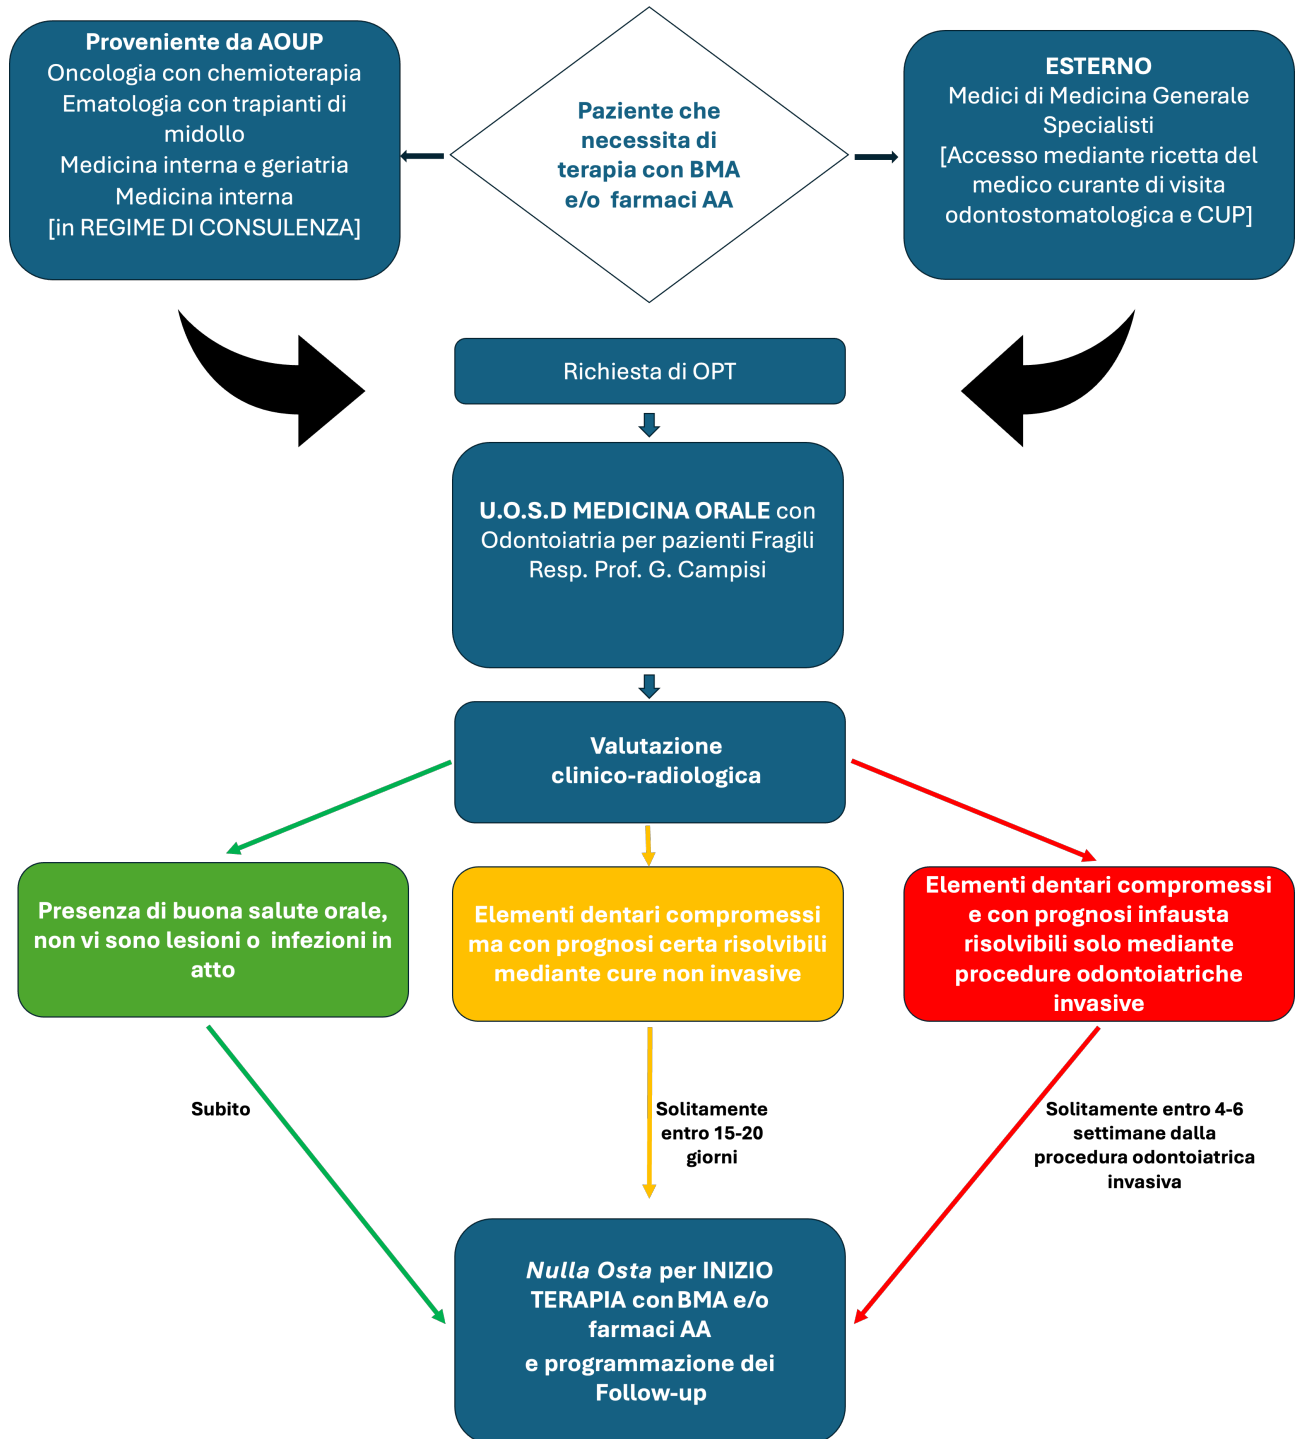 Proveniente da AOUP
Oncologia con chemioterapia
Ematologia con trapianti di
midollo
Medicina interna e geriatria
Medicina interna
[in REGIME DI CONSULENZA]
Paziente che
necessita di
terapia con BMA
e/o farmaci AA
ESTERNO
Medici di Medicina Generale
Specialisti
[Accesso mediante ricetta del
medico curante di visita
odontostomatologica e CUP]
Richiesta di OPT
U.O.S.D MEDICINA ORALE con
Odontoiatria per pazienti Fragili
Resp. Prof. G. Campisi
Valutazione
clinico-radiologica
Presenza di buona salute orale,
non vi sono lesioni o infezioni in
atto
Elementi dentari compromessi
ma con prognosi certa risolvibili
mediante cure non invasive
Elementi dentari compromessi
e con prognosi infausta
risolvibili solo mediante
procedure odontoiatriche
invasive
Subito
Solitamente
entro 15-20
giorni
Solitamente entro 4-6
settimane dalla
procedura odontoiatrica
invasiva
Nulla Osta per INIZIO
TERAPIA con BMA e/o
farmaci AA
e programmazione dei
Follow-up